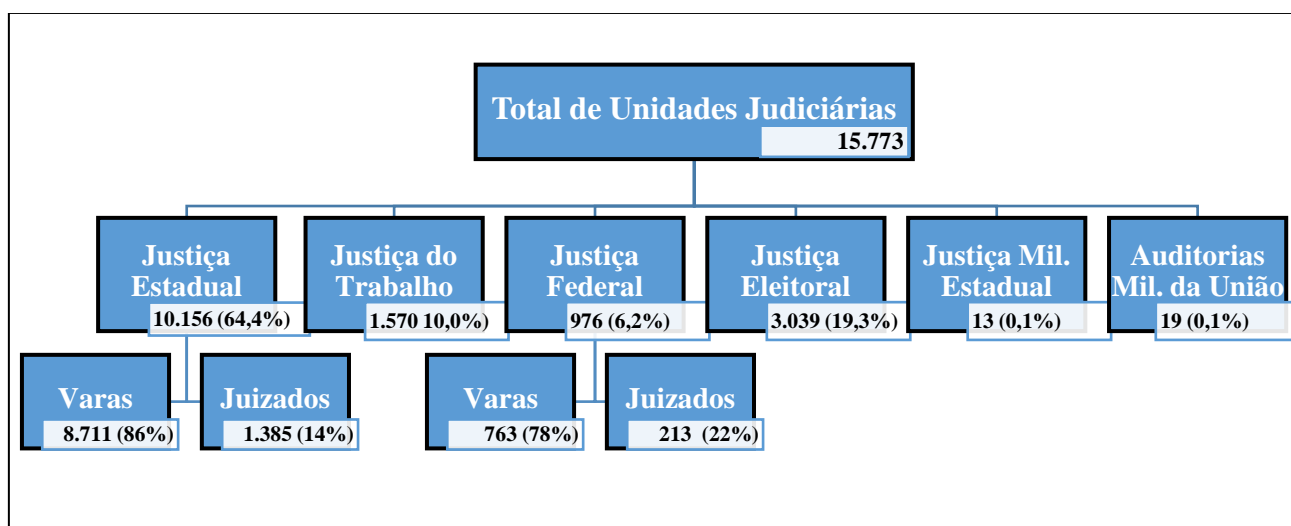 Total de Unidades Judiciárias
15.773
Justiça
Estadual
10.156 (64,4%)
Justiça do
Trabalho
1.570 10,0%)
Justiça
Federal
976 (6,2%)
Justiça
Eleitoral
3.039 (19,3%)
Justiça Mil.
Estadual
13 (0,1%)
Auditorias
Mil. da União
19 (0,1%)
Varas
8.711 (86%)
Juizados
1.385 (14%)
Varas
763 (78%)
Juizados
213 (22%)